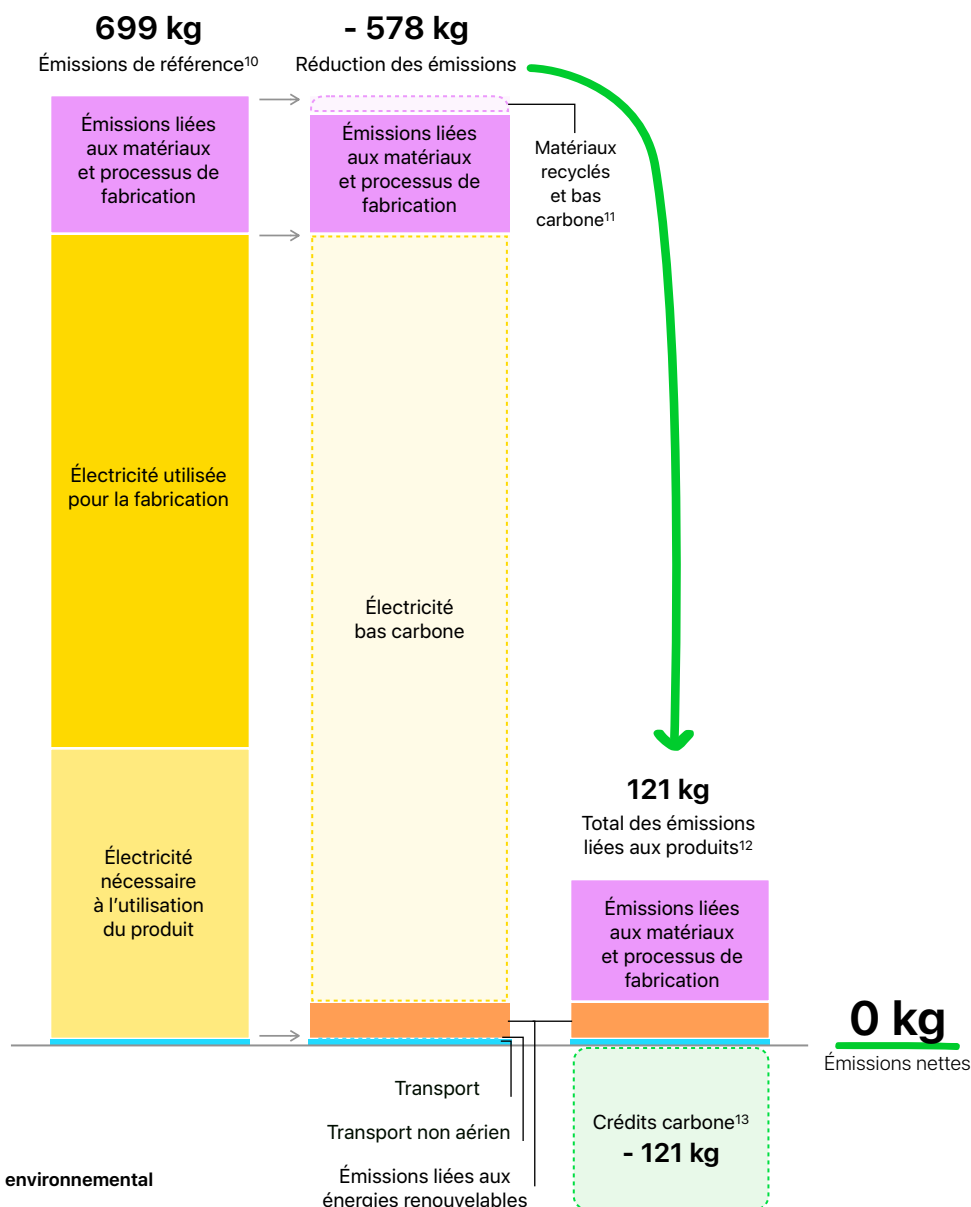 699 kg
Émissions de référence¹⁰
- 578 kg
Réduction des émissions
Émissions liées
aux matériaux
et processus de
fabrication
Émissions liées
aux matériaux
et processus de
fabrication
Matériaux
recyclés
et bas
carbone¹¹
Électricité utilisée
pour la fabrication
Électricité
bas carbone
Électricité
nécessaire
à l’utilisation
du produit
121 kg
Total des émissions
liées aux produits¹²
Émissions liées
aux matériaux
et processus de
fabrication
0 kg
Émissions nettes
Transport
Transport non aérien
Émissions liées aux
énergies renouvelables
Crédits carbone¹³
- 121 kg
environnemental